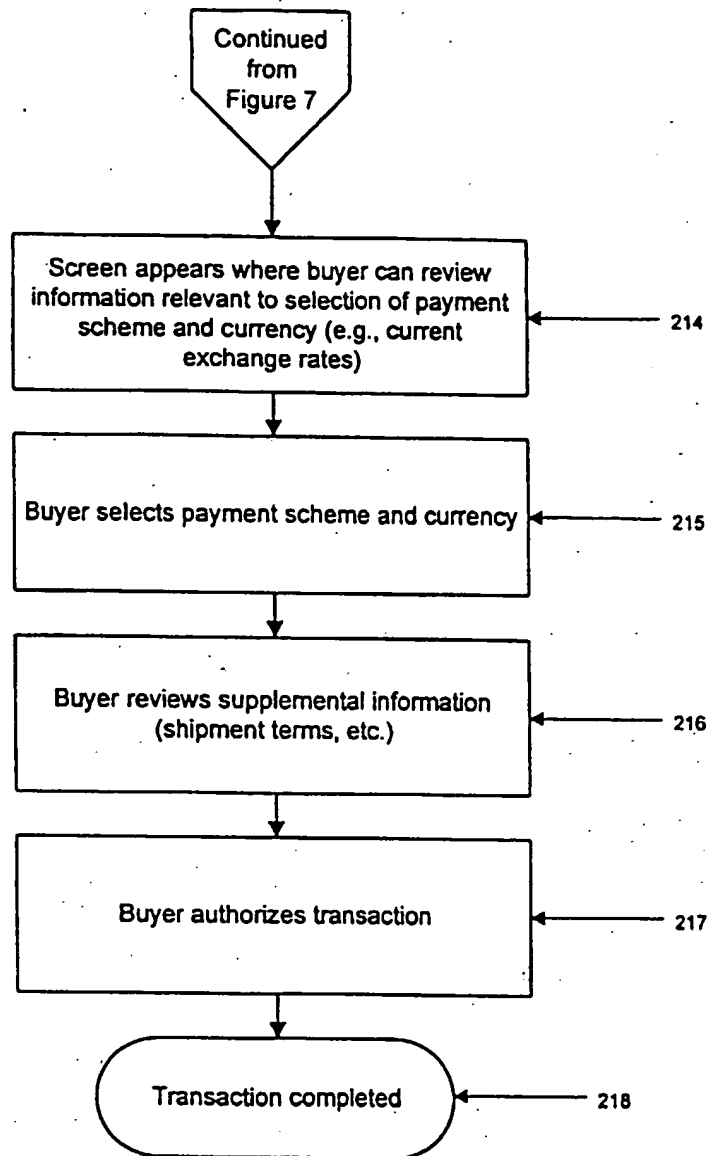 Continued
from
Figure 7
Screen appears where buyer can review
information relevant to selection of payment
scheme and currency (e.g., current
exchange rates)
214
Buyer selects payment scheme and currency
215
Buyer reviews supplemental information
(shipment terms, etc.)
216
Buyer authorizes transaction
217
Transaction completed
218